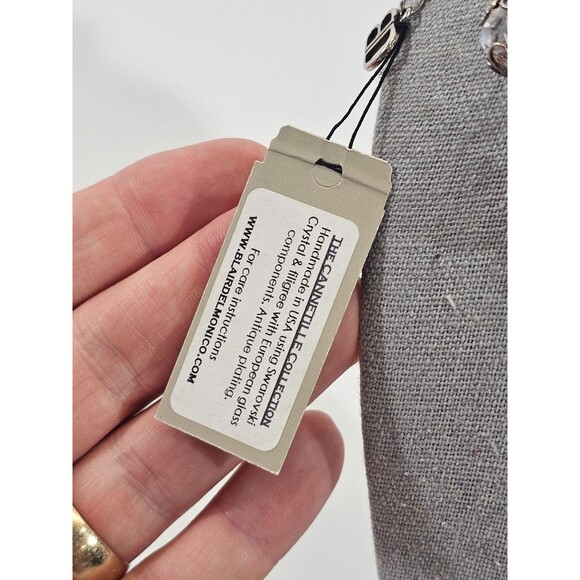 THE CANNETILLE COLLECTION
Handmade in USA using Swarovski
Crystal & filigree with European glass
components. Antique plating.
For care instructions
WWW.BLAIRDELMONICO.COM